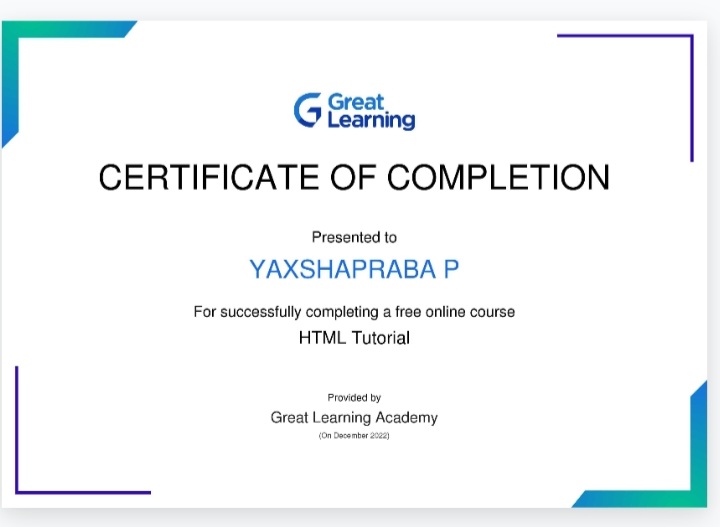 Great
Learning
CERTIFICATE OF COMPLETION
Presented to
YAXSHAPRABA P
For successfully completing a free online course
HTML Tutorial
Provided by
Great Learning Academy
(On December 2022)